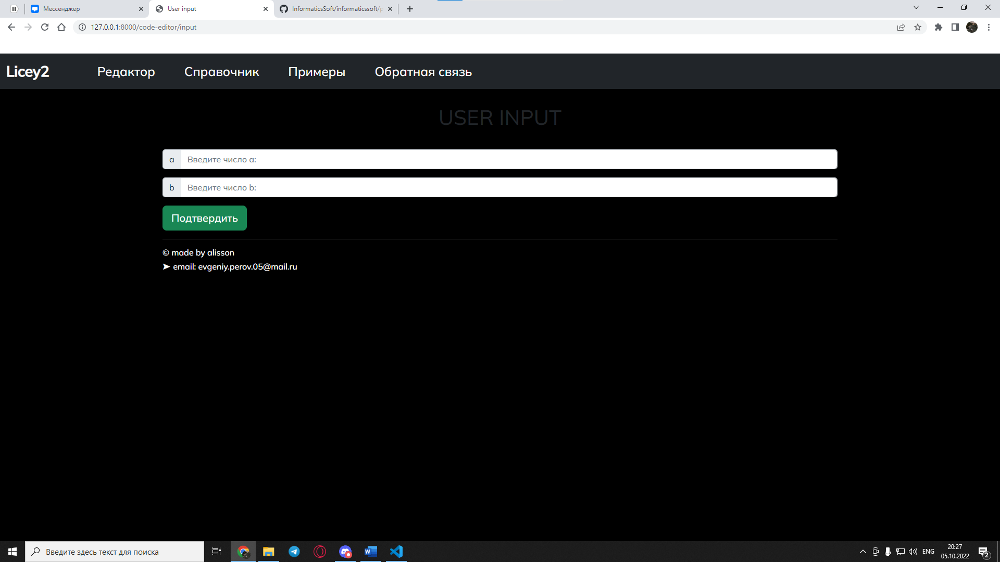 Мессенджер
User input
InformaticsSoft/informaticssoft/p
127.0.0.1:8000/code-editor/input
Licey2 Редактор Справочник Примеры Обратная связь
USER INPUT
a Введите число a:
b Введите число b:
Подтвердить
© made by alisson
➤ email: evgeniy.perov.05@mail.ru
Введите здесь текст для поиска
ENG
20:27
05.10.2022
2